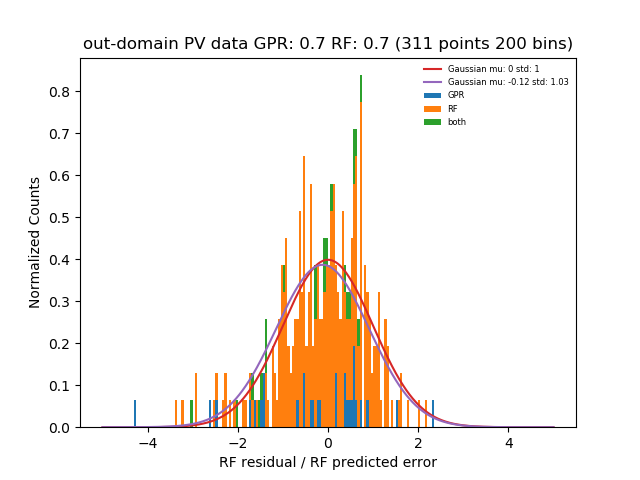 out-domain PV data GPR: 0.7 RF: 0.7 (311 points 200 bins)
Gaussian mu: 0 std: 1
Gaussian mu: -0.12 std: 1.03
GPR
RF
both
Normalized Counts
0.8
0.7
0.6
0.5
0.4
0.3
0.2
0.1
0.0
−4
−2
0
2
4
RF residual / RF predicted error